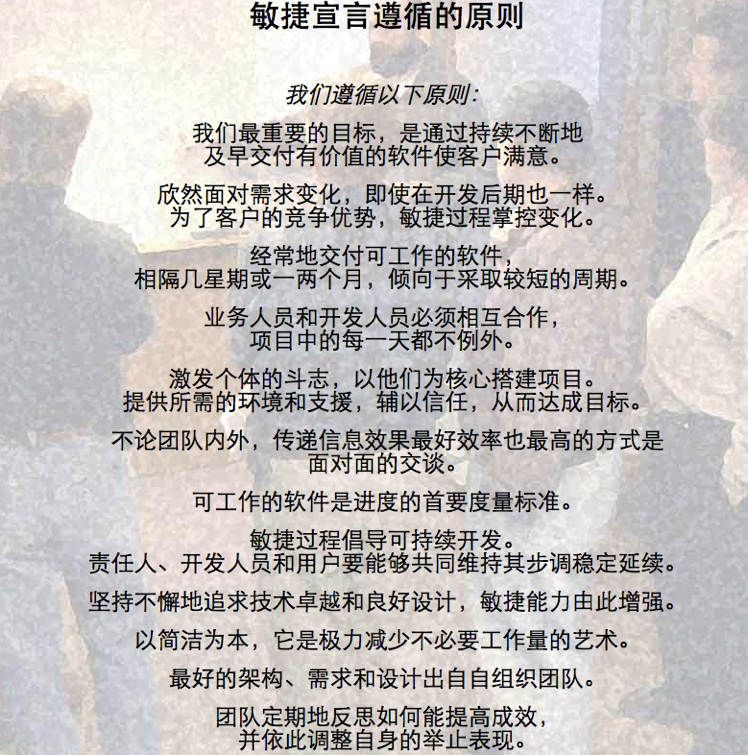 敏捷宣言遵循的原则
我们遵循以下原则：
我们最重要的目标，是通过持续不断地
及早交付有价值的软件使客户满意。
欣然面对需求变化，即使在开发后期也一样。
为了客户的竞争优势，敏捷过程掌控变化。
经常地交付可工作的软件，
相隔几星期或一两个月，倾向于采取较短的周期。
业务人员和开发人员必须相互合作，
项目中的每一天都不例外。
激发个体的斗志，以他们为核心搭建项目。
提供所需的环境和支援，辅以信任，从而达成目标。
不论团队内外，传递信息效果最好效率也最高的方式是
面对面的交谈。
可工作的软件是进度的首要度量标准。
敏捷过程倡导可持续开发。
责任人、开发人员和用户要能够共同维持其步调稳定延续。
坚持不懈地追求技术卓越和良好设计，敏捷能力由此增强。
以简洁为本，它是极力减少不必要工作量的艺术。
最好的架构、需求和设计出自自组织团队。
团队定期地反思如何能提高成效，
并依此调整自身的举止表现。